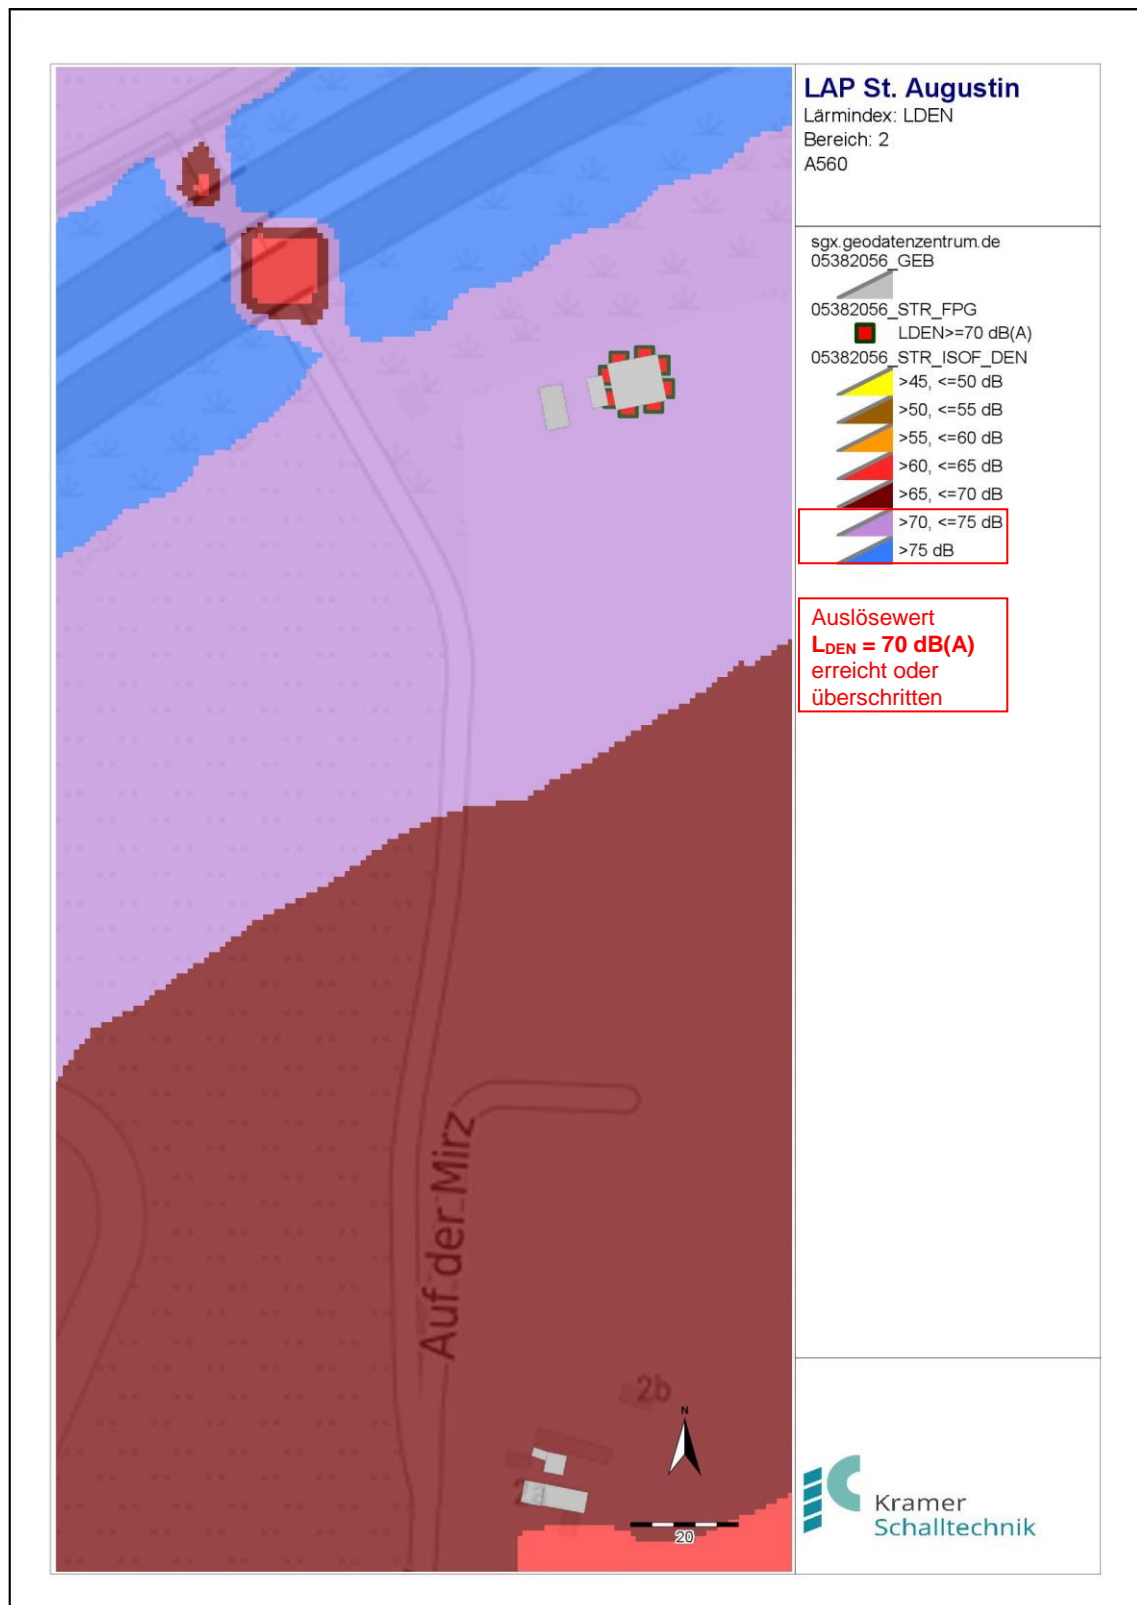 LAP St. Augustin
Lärmindex: LDEN
Bereich: 2
A560
sgx.geodatenzentrum.de
05382056_GEB
05382056_STR_FPG
LDEN>=70 dB(A)
05382056_STR_ISOF_DEN
>45, <=50 dB
>50, <=55 dB
>55, <=60 dB
>60, <=65 dB
>65, <=70 dB
>70, <=75 dB
>75 dB
Auslösewert
LDEN = 70 dB(A)
erreicht oder
überschritten
Auf der Mirz
2b
N
20
Kramer
Schalltechnik